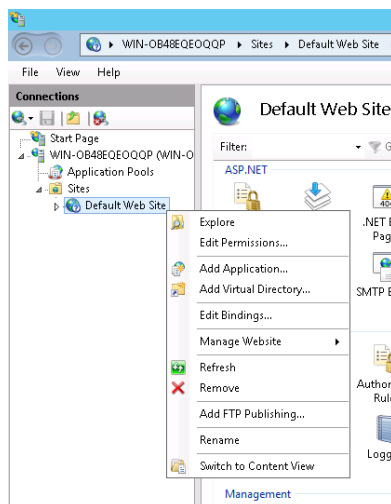 WIN-OB48EQEOQQP ▸ Sites ▸ Default Web Site
File View Help
Connections
Start Page
WIN-OB48EQEOQQP (WIN-O
Application Pools
Sites
Default Web Site
Default Web Site
Filter:
G
ASP.NET
404
.NET E
Pag
SMTP E
Author
Rul
Logg
Management
Explore
Edit Permissions...
Add Application...
Add Virtual Directory...
Edit Bindings...
Manage Website
Refresh
Remove
Add FTP Publishing...
Rename
Switch to Content View